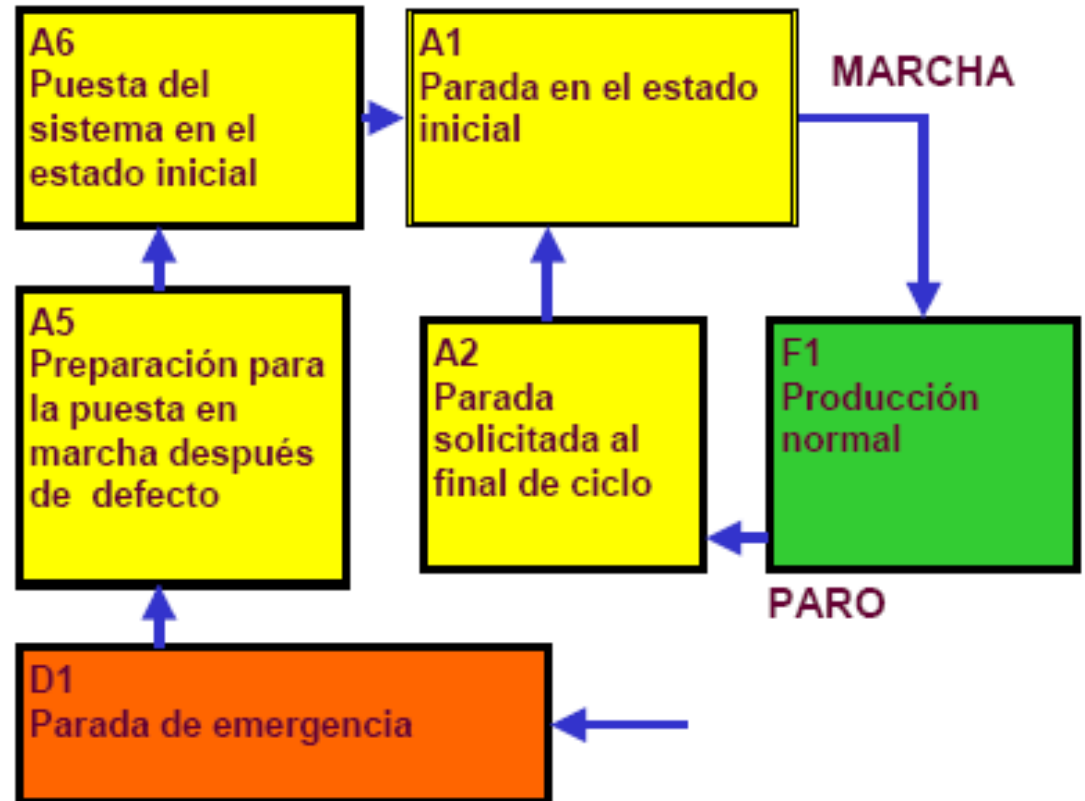 A6
Puesta del
sistema en el
estado inicial
A1
Parada en el estado
inicial
MARCHA
A5
Preparación para
la puesta en
marcha después
de defecto
A2
Parada
solicitada al
final de ciclo
F1
Producción
normal
PARO
D1
Parada de emergencia